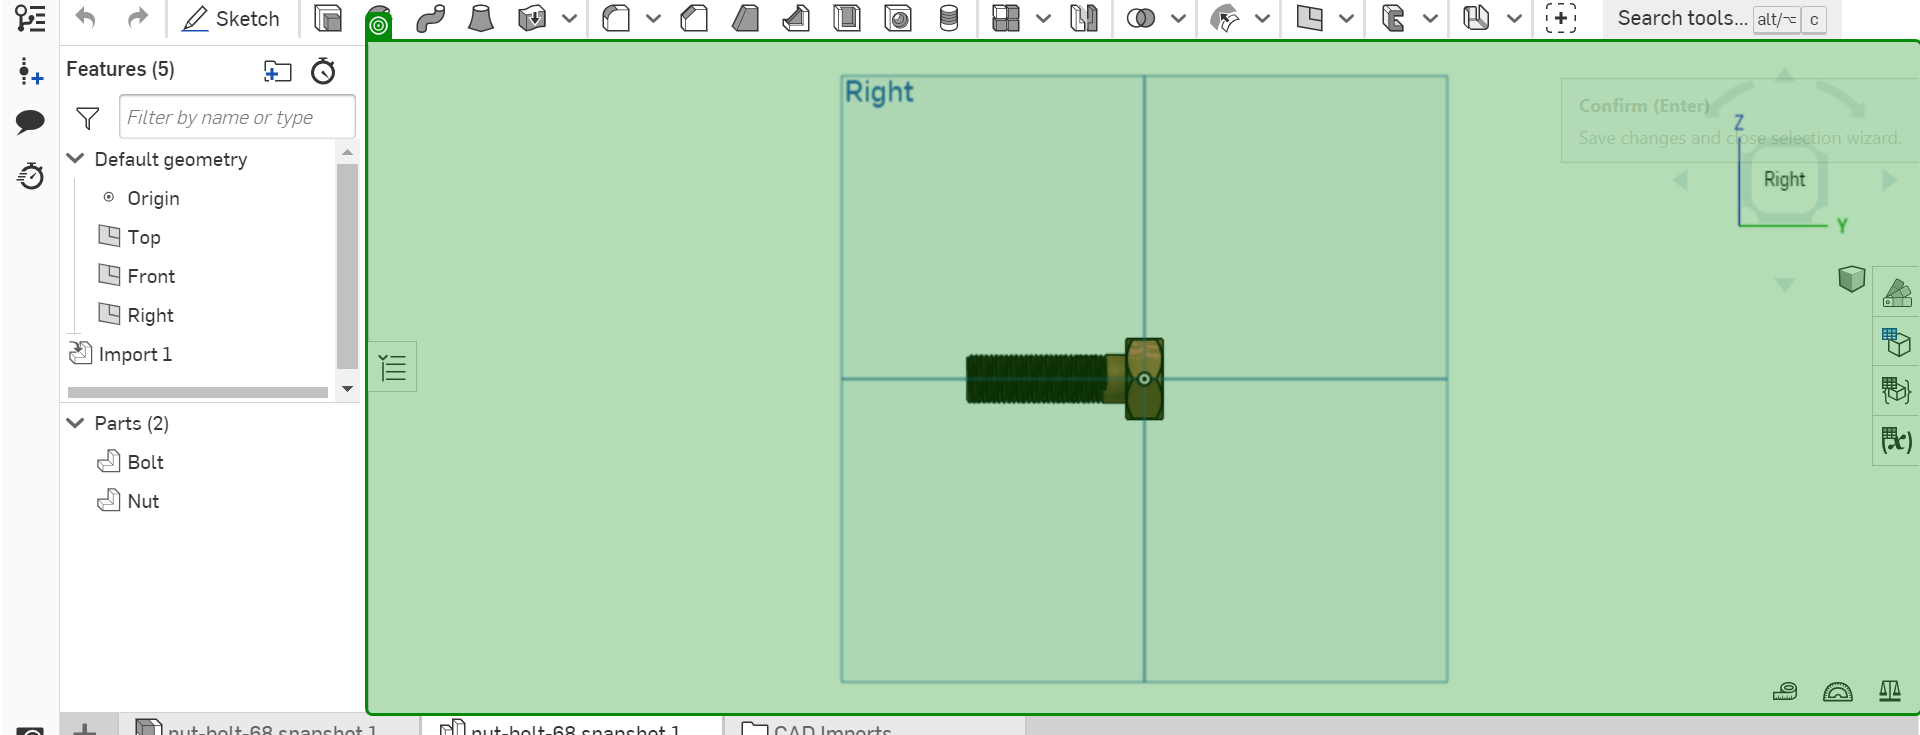 Sketch
Search tools... alt/⌥ c
Features (5)
Filter by name or type
Default geometry
Origin
Top
Front
Right
Import 1
Parts (2)
Bolt
Nut
Right
Confirm (Enter)
Save changes and close selection wizard.
Z
Right
Y
(x)
nut-bolt-68 snapshot 1
nut-bolt-68 snapshot 1
CAD Imports